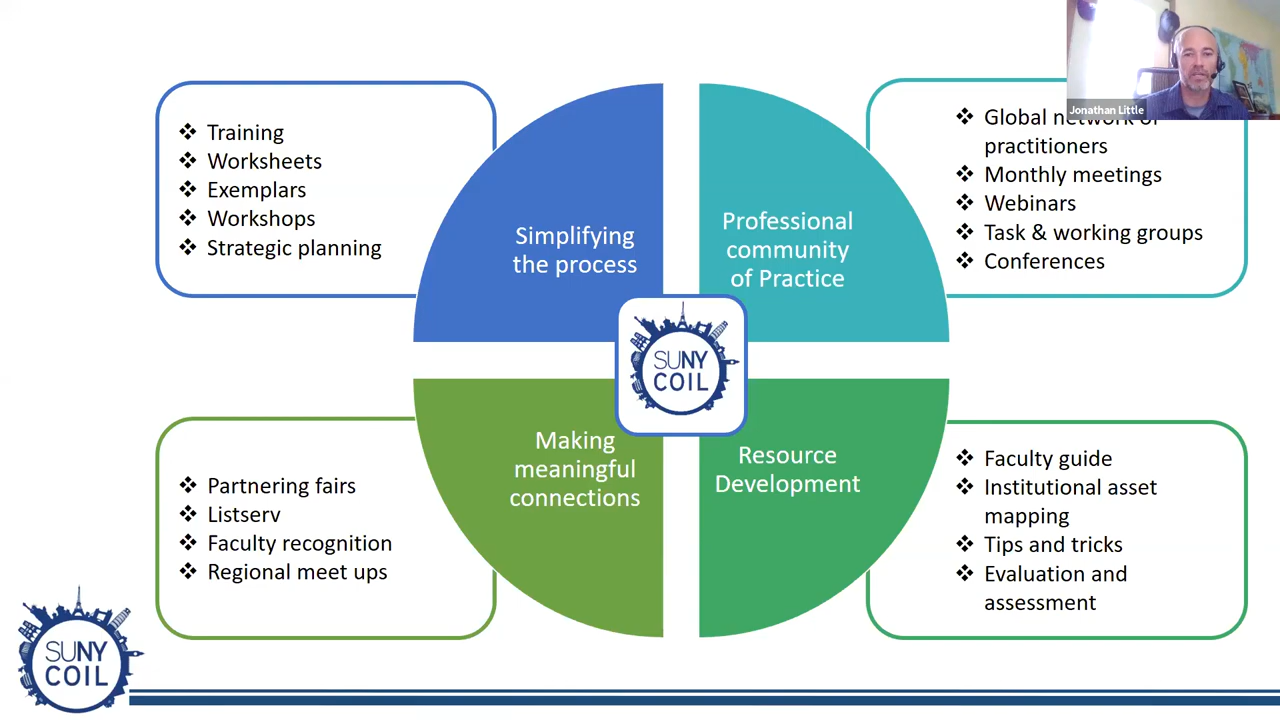 Jonathan Little
❖ Training
❖ Worksheets
❖ Exemplars
❖ Workshops
❖ Strategic planning
Simplifying
the process
Professional
community
of Practice
❖ Global network of
practitioners
❖ Monthly meetings
❖ Webinars
❖ Task & working groups
❖ Conferences
SUNY
COIL
❖ Partnering fairs
❖ Listserv
❖ Faculty recognition
❖ Regional meet ups
Making
meaningful
connections
Resource
Development
❖ Faculty guide
❖ Institutional asset
mapping
❖ Tips and tricks
❖ Evaluation and
assessment
SUNY
COIL